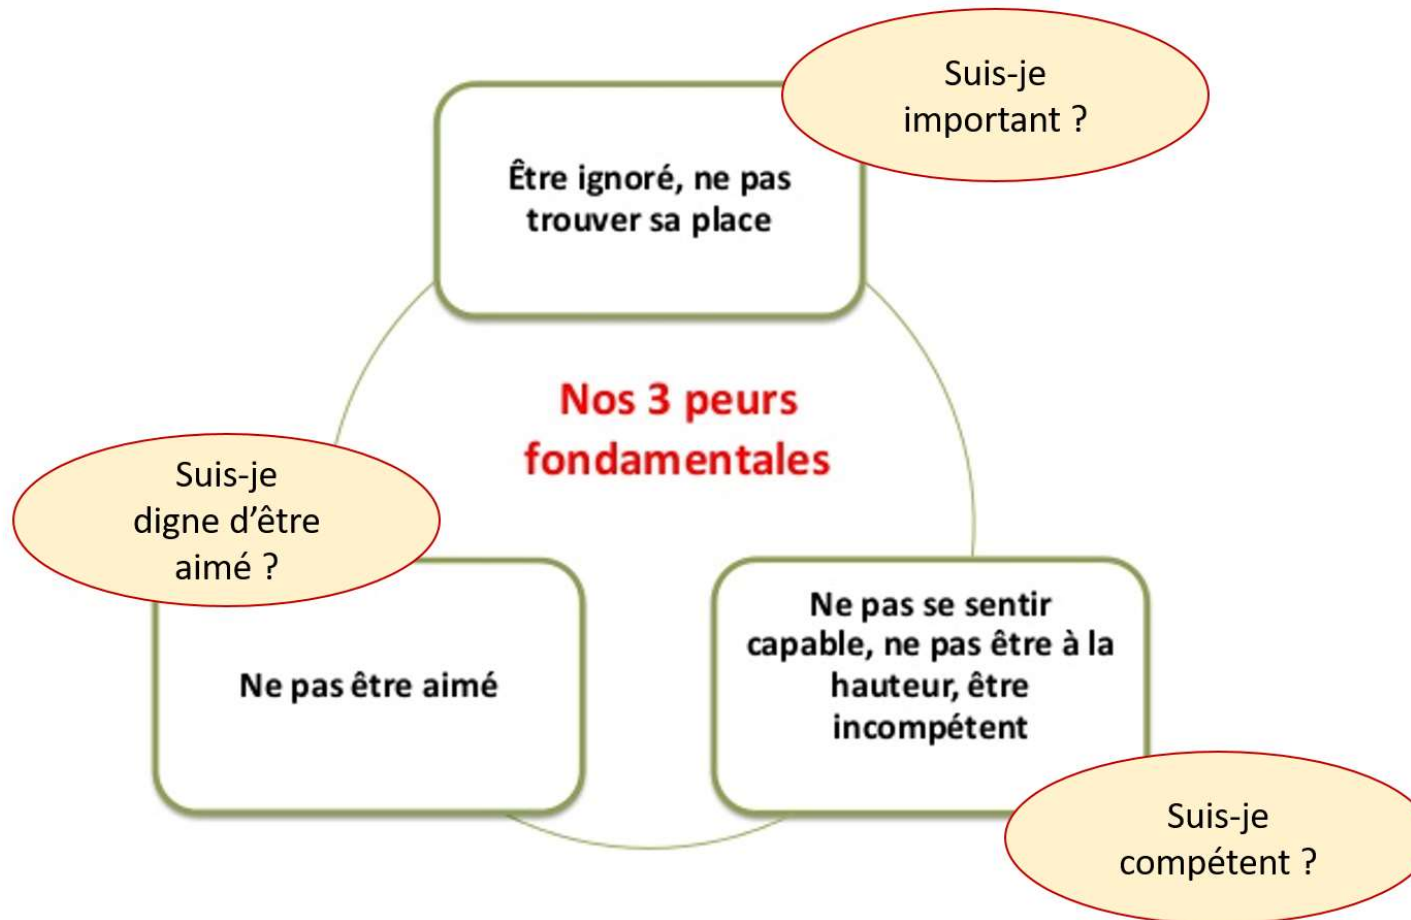 Suis-je
important ?
Être ignoré, ne pas
trouver sa place
Nos 3 peurs
fondamentales
Suis-je
digne d’être
aimé ?
Ne pas être aimé
Ne pas se sentir
capable, ne pas être à la
hauteur, être
incompétent
Suis-je
compétent ?